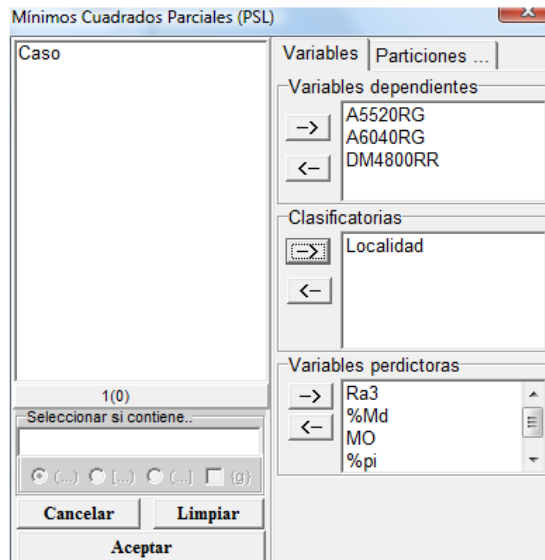 Mínimos Cuadrados Parciales (PSL)
Caso
1(0)
Seleccionar si contiene..
(...) [...) (...] {g}
Cancelar Limpiar
Aceptar
Variables Particiones ...
Variables dependientes
-->
<--
A5520RG
A6040RG
DM4800RR
Clasificatorias
-->
<--
Localidad
Variables perdictoras
-->
<--
Ra3
%Md
MO
%pi